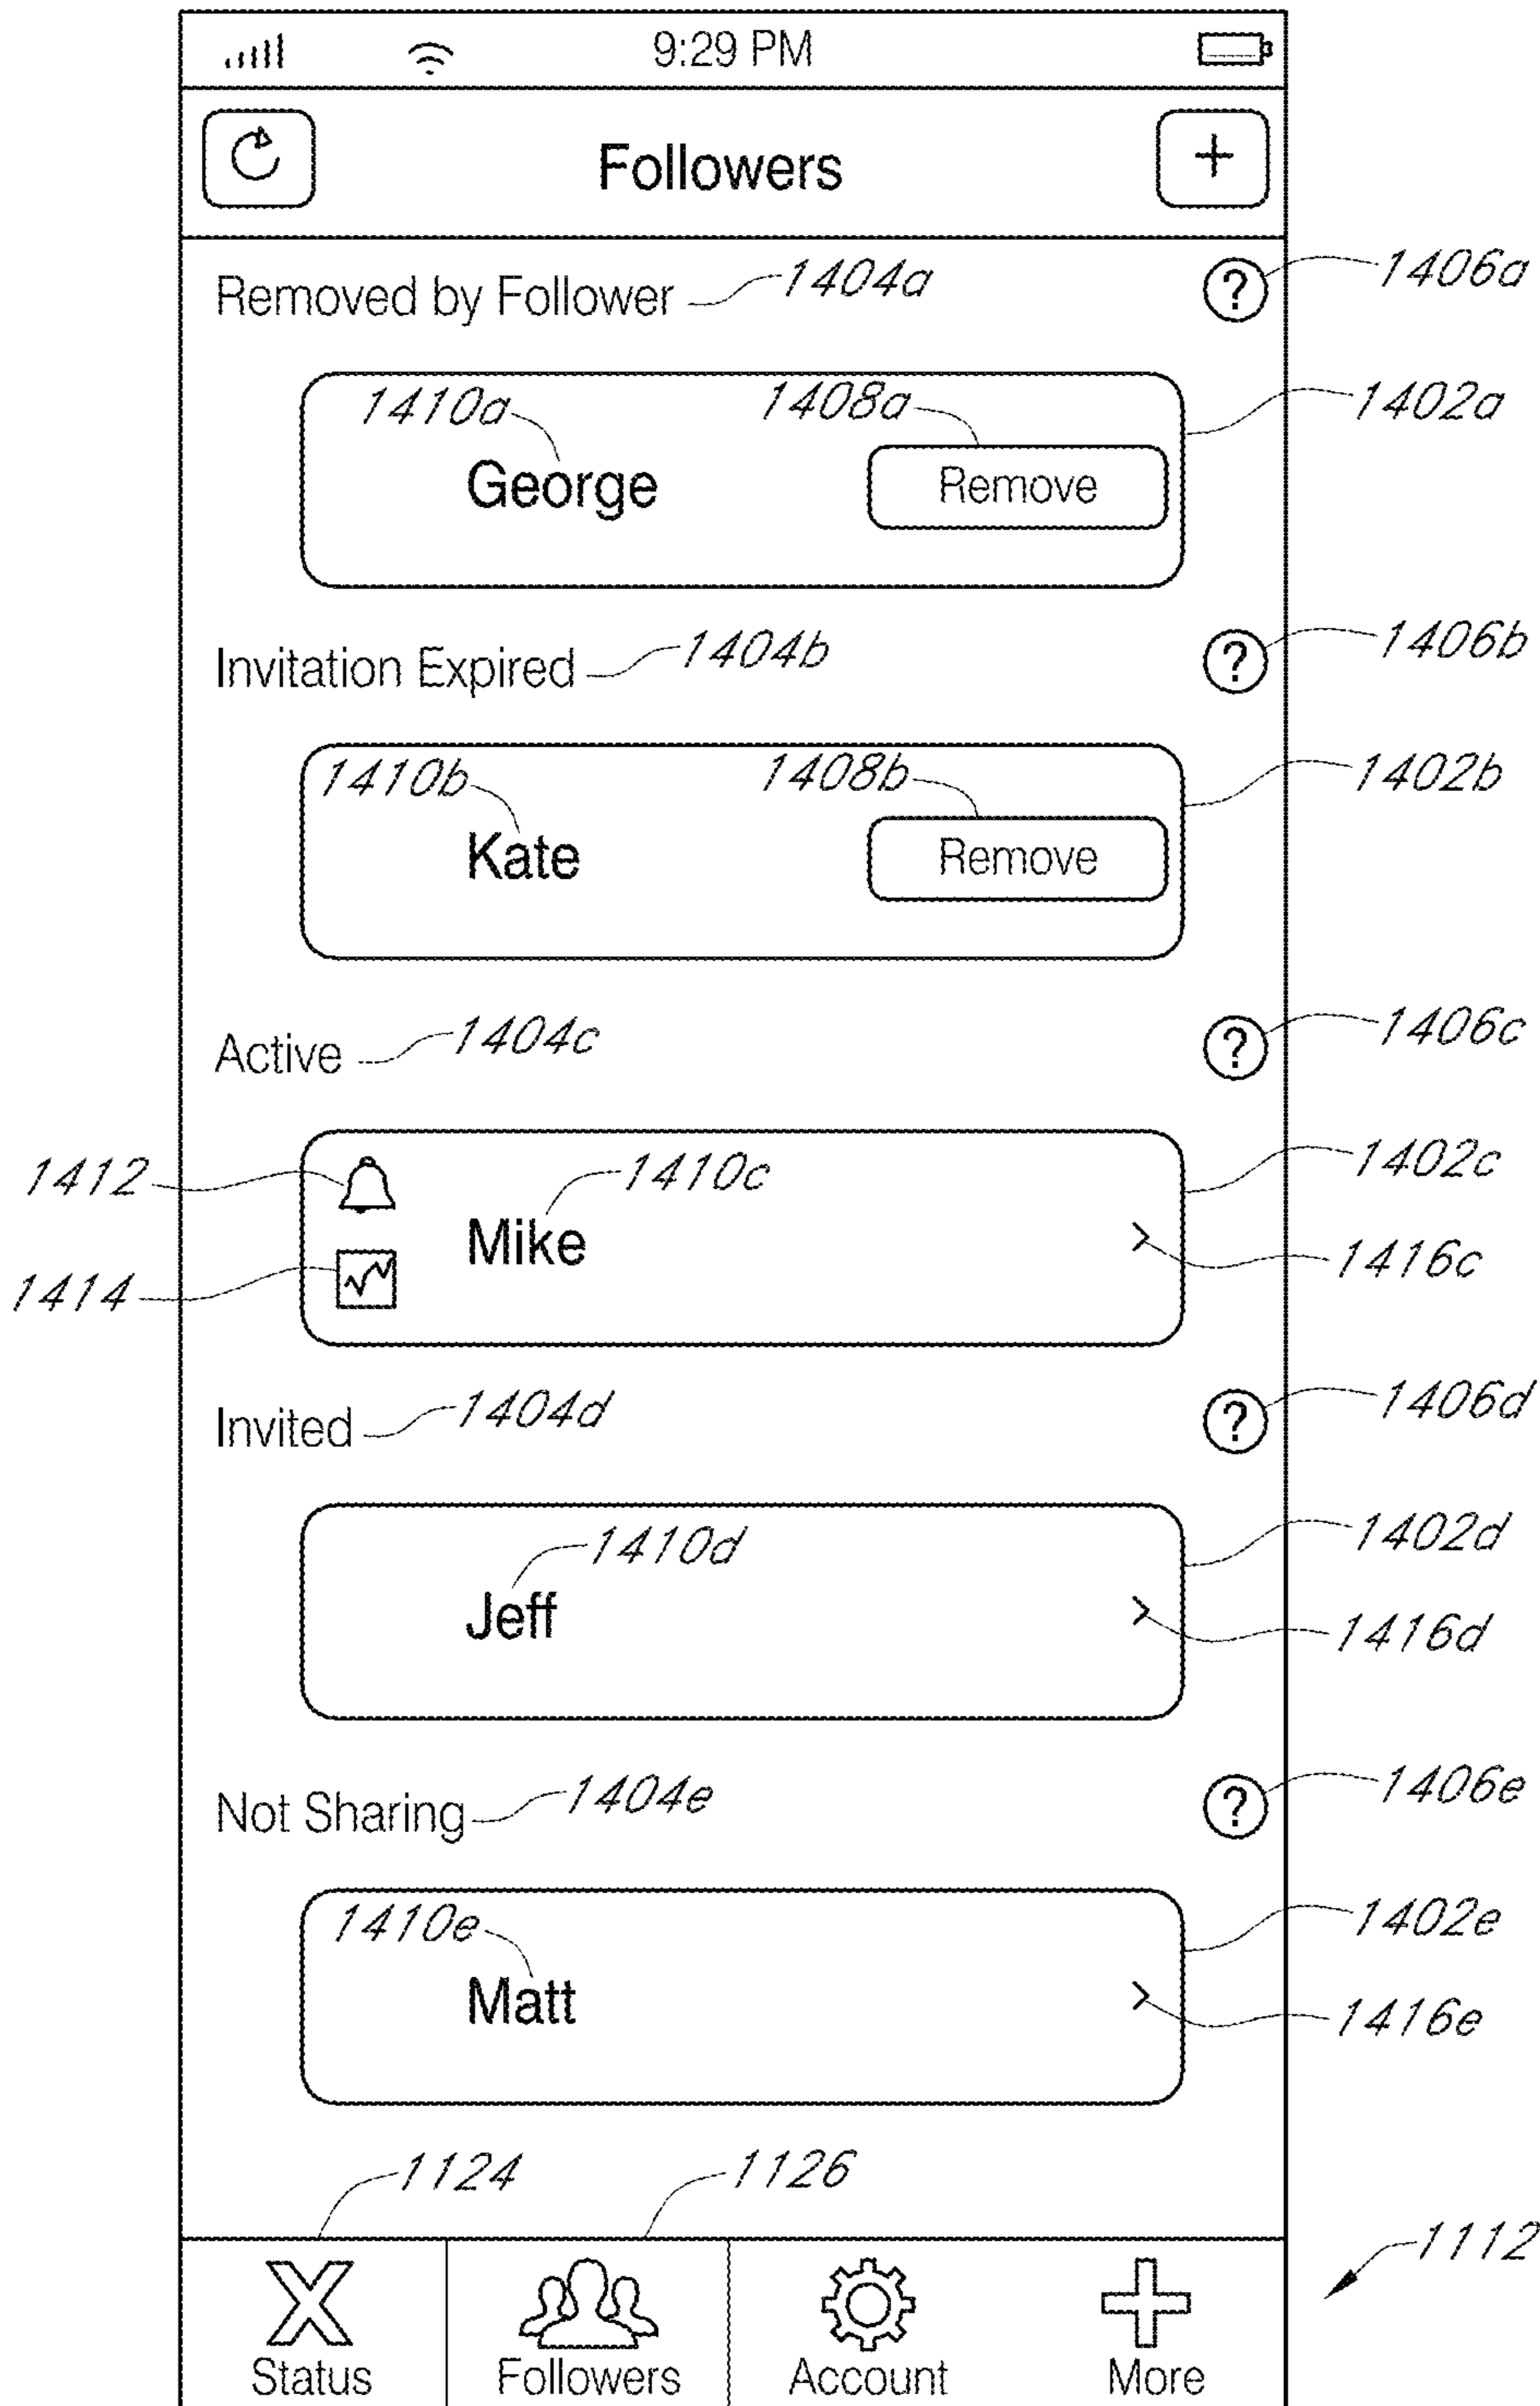 9:29 PM
Followers
+
Removed by Follower 1404a ? 1406a
1410a 1408a 1402a
George Remove
Invitation Expired 1404b ? 1406b
1410b 1408b 1402b
Kate Remove
Active 1404c ? 1406c
1412 1410c 1402c
Mike > 1416c
1414
Invited 1404d ? 1406d
1410d 1402d
Jeff > 1416d
Not Sharing 1404e ? 1406e
1410e 1402e
Matt > 1416e
1124 1126
1112
X
Status Followers Account More